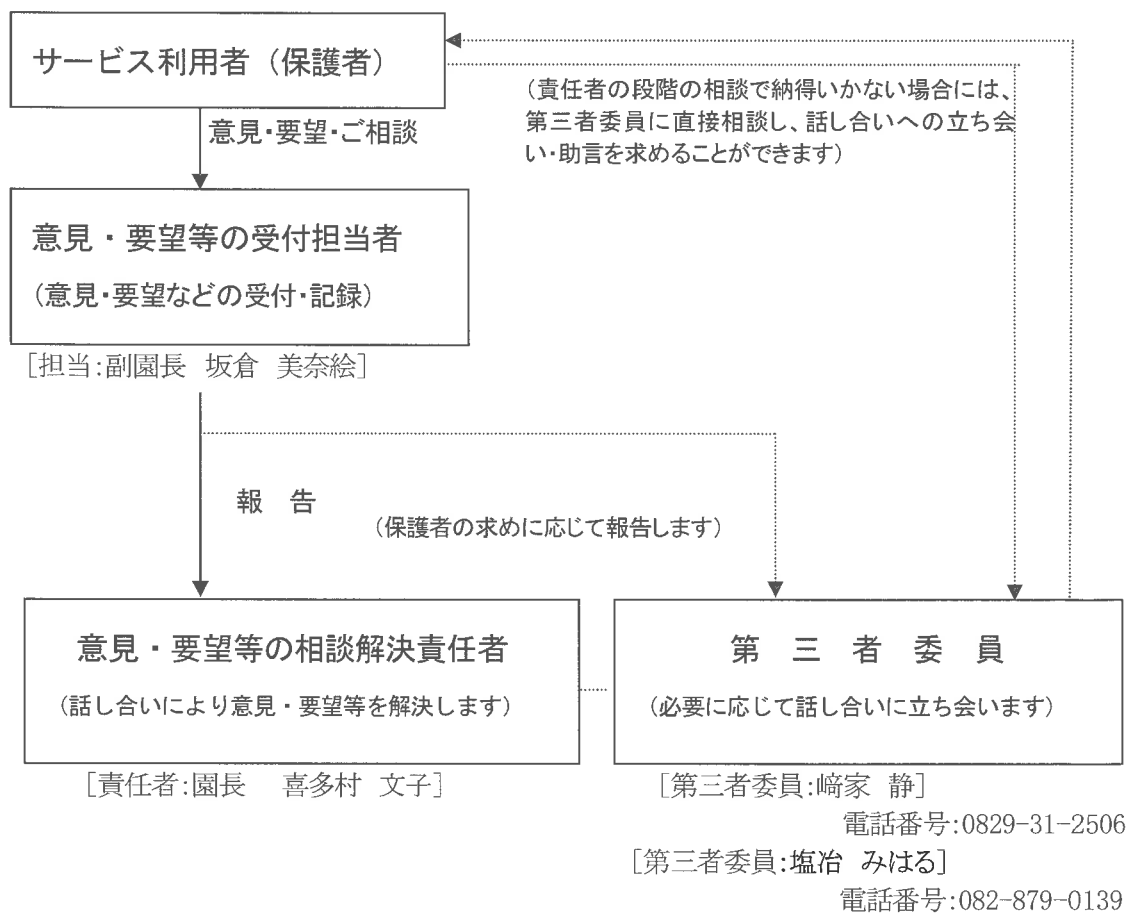 サービス利用者（保護者）
（責任者の段階の相談で納得いかない場合には、
第三者委員に直接相談し、話し合いへの立ち会
い・助言を求めることができます）
意見・要望・ご相談
意見・要望等の受付担当者
（意見・要望などの受付・記録）
［担当：副園長　坂倉　美奈絵］
報　告
（保護者の求めに応じて報告します）
意見・要望等の相談解決責任者
（話し合いにより意見・要望等を解決します）
［責任者：園長　喜多村　文子］
第　三　者　委　員
（必要に応じて話し合いに立ち会います）
［第三者委員：﨑家　静］
電話番号：0829-31-2506
［第三者委員：塩冶　みはる］
電話番号：082-879-0139